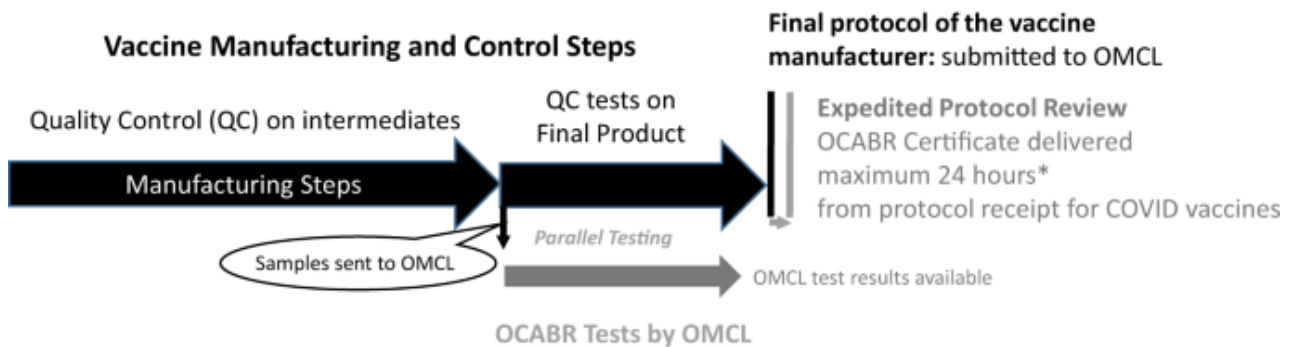 Vaccine Manufacturing and Control Steps
Final protocol of the vaccine
manufacturer: submitted to OMCL
Quality Control (QC) on intermediates
QC tests on
Final Product
Expedited Protocol Review
OCABR Certificate delivered
maximum 24 hours*
from protocol receipt for COVID vaccines
Manufacturing Steps
Parallel Testing
Samples sent to OMCL
OMCL test results available
OCABR Tests by OMCL